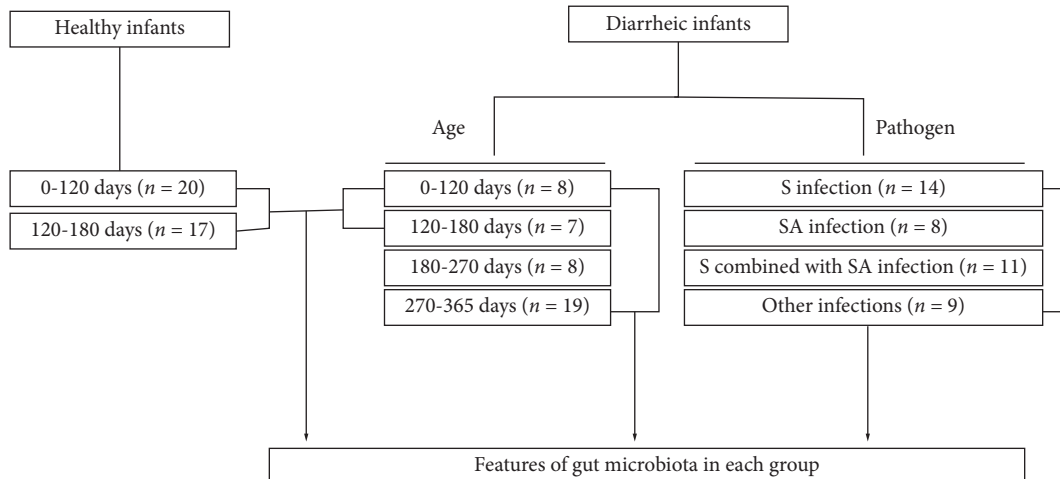 Healthy infants
Diarrheic infants
Age
Pathogen
0-120 days (n = 20)
120-180 days (n = 17)
0-120 days (n = 8)
120-180 days (n = 7)
180-270 days (n = 8)
270-365 days (n = 19)
S infection (n = 14)
SA infection (n = 8)
S combined with SA infection (n = 11)
Other infections (n = 9)
Features of gut microbiota in each group